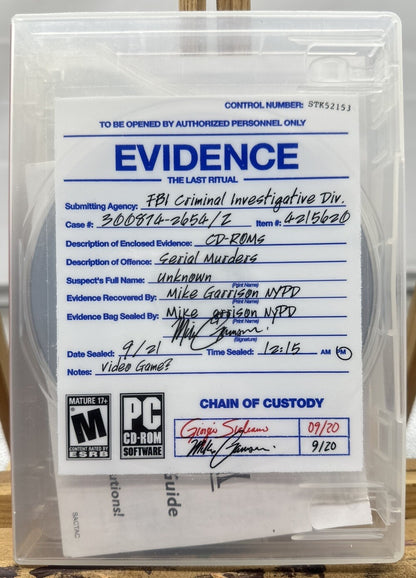 CONTROL NUMBER: STK52153
TO BE OPENED BY AUTHORIZED PERSONNEL ONLY
EVIDENCE
THE LAST RITUAL
Submitting Agency: FBI Criminal Investigative Div.
Case #: 300874-2654/2 Item #: 4215620
Description of Enclosed Evidence: CD-ROMs
Description of Offence: Serial Murders
Suspect's Full Name: Unknown
(Print Name)
Evidence Recovered By: Mike Garrison NYPD
(Print Name)
Evidence Bag Sealed By: Mike Garrison NYPD
(Print Name)
(Signature)
Date Sealed: 9/21 Time Sealed: 12:15 AM PM
Notes: Video Game?
MATURE 17+
M
CONTENT RATED BY
ESRB
PC
CD-ROM
SOFTWARE
CHAIN OF CUSTODY
09/20
9/20
Guide
utions!
SACTAC